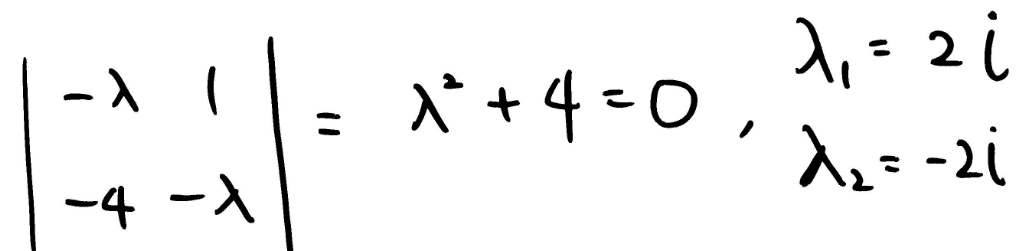 | -λ 1 |
| -4 -λ | = λ² + 4 = 0 , λ₁ = 2i
λ₂ = -2i